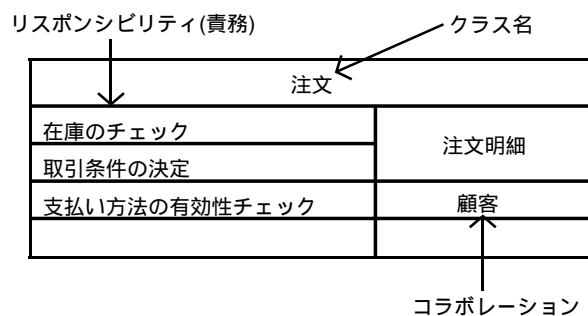 リスポンシビリティ(責務)
クラス名
注文
在庫のチェック
注文明細
取引条件の決定
支払い方法の有効性チェック
顧客
コラボレーション